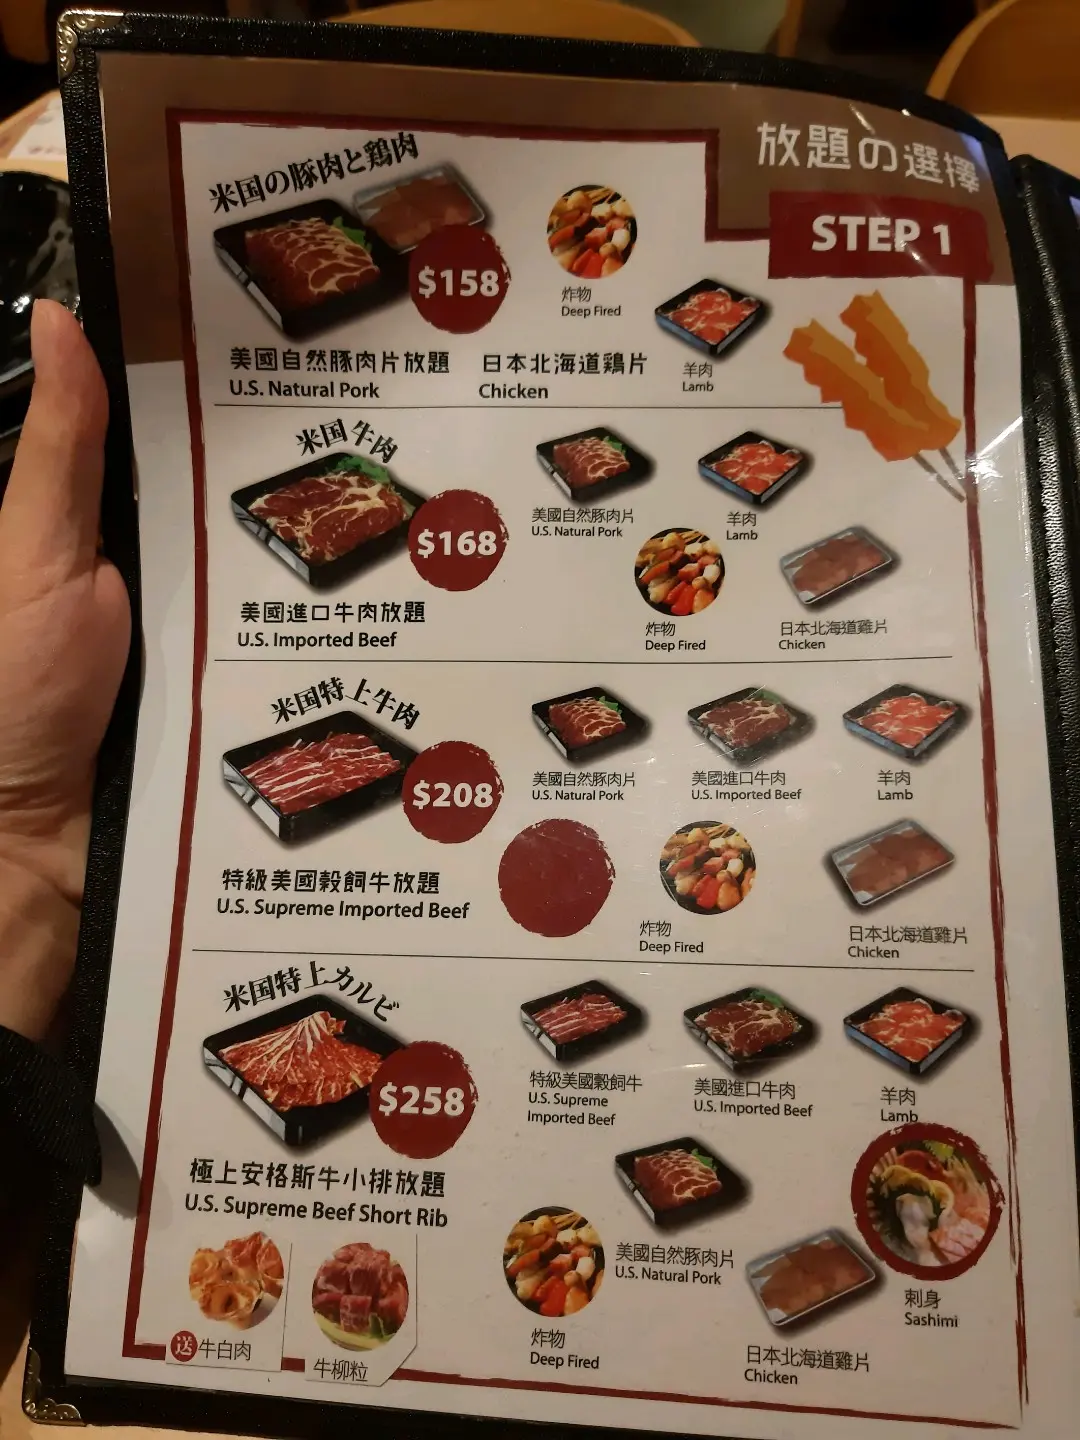 放題の選擇
STEP 1
米国の豚肉と鶏肉
$158
炸物
Deep Fired
羊肉
Lamb
美國自然豚肉片放題
U.S. Natural Pork
日本北海道鶏片
Chicken
米国牛肉
$168
美國自然豚肉片
U.S. Natural Pork
羊肉
Lamb
炸物
Deep Fired
日本北海道雞片
Chicken
美國進口牛肉放題
U.S. Imported Beef
米国特上牛肉
$208
美國自然豚肉片
U.S. Natural Pork
美國進口牛肉
U.S. Imported Beef
羊肉
Lamb
特級美國穀飼牛放題
U.S. Supreme Imported Beef
炸物
Deep Fired
日本北海道雞片
Chicken
米国特上カルビ
$258
特級美國穀飼牛
U.S. Supreme
Imported Beef
美國進口牛肉
U.S. Imported Beef
羊肉
Lamb
極上安格斯牛小排放題
U.S. Supreme Beef Short Rib
美國自然豚肉片
U.S. Natural Pork
刺身
Sashimi
送 牛白肉
牛柳粒
炸物
Deep Fired
日本北海道雞片
Chicken